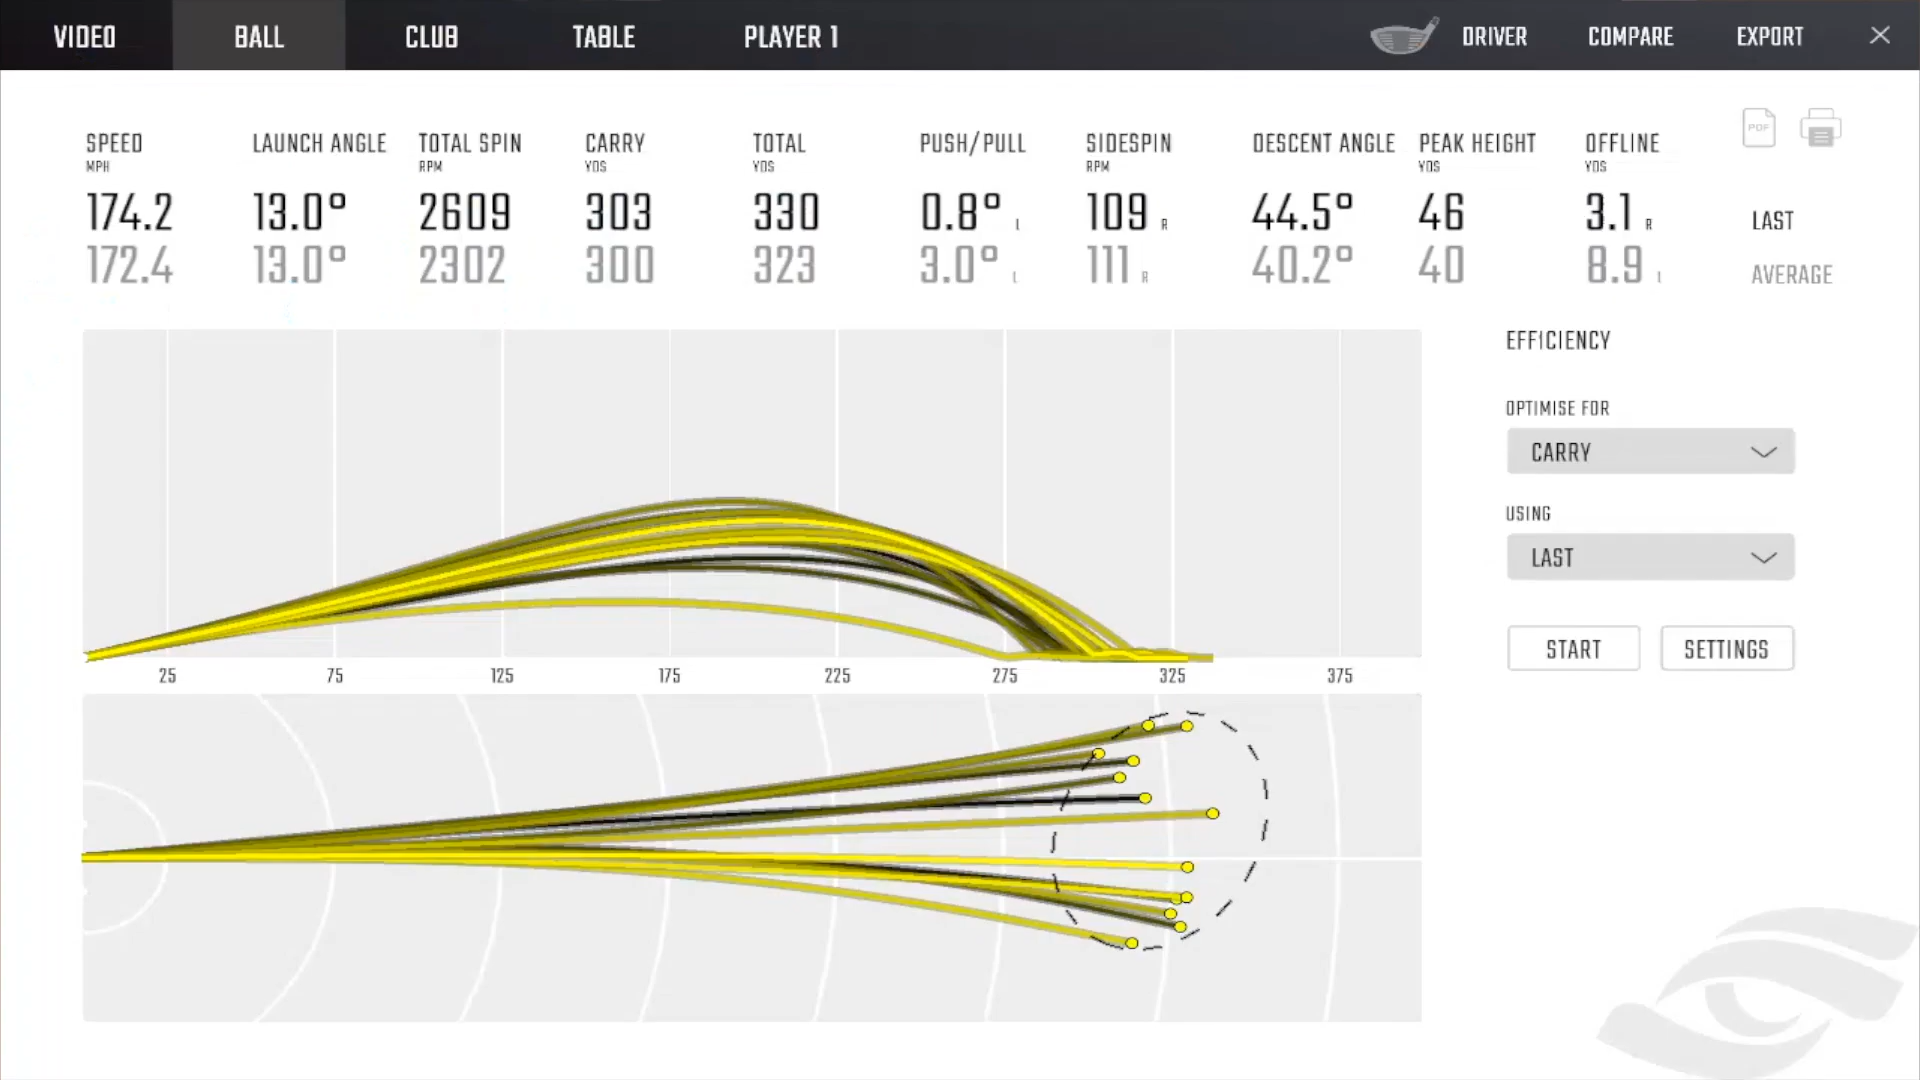 VIDEO BALL CLUB TABLE PLAYER 1 DRIVER COMPARE EXPORT
PDF
SPEED LAUNCH ANGLE TOTAL SPIN CARRY TOTAL PUSH/PULL SIDESPIN DESCENT ANGLE PEAK HEIGHT OFFLINE
MPH RPM YDS YDS RPM YDS YDS
174.2 13.0° 2609 303 330 0.8° L 109 R 44.5° 46 3.1 R LAST
172.4 13.0° 2302 300 323 3.0° L 111 R 40.2° 40 8.9 L AVERAGE
EFFICIENCY
OPTIMISE FOR
CARRY
USING
LAST
START SETTINGS
25 75 125 175 225 275 325 375